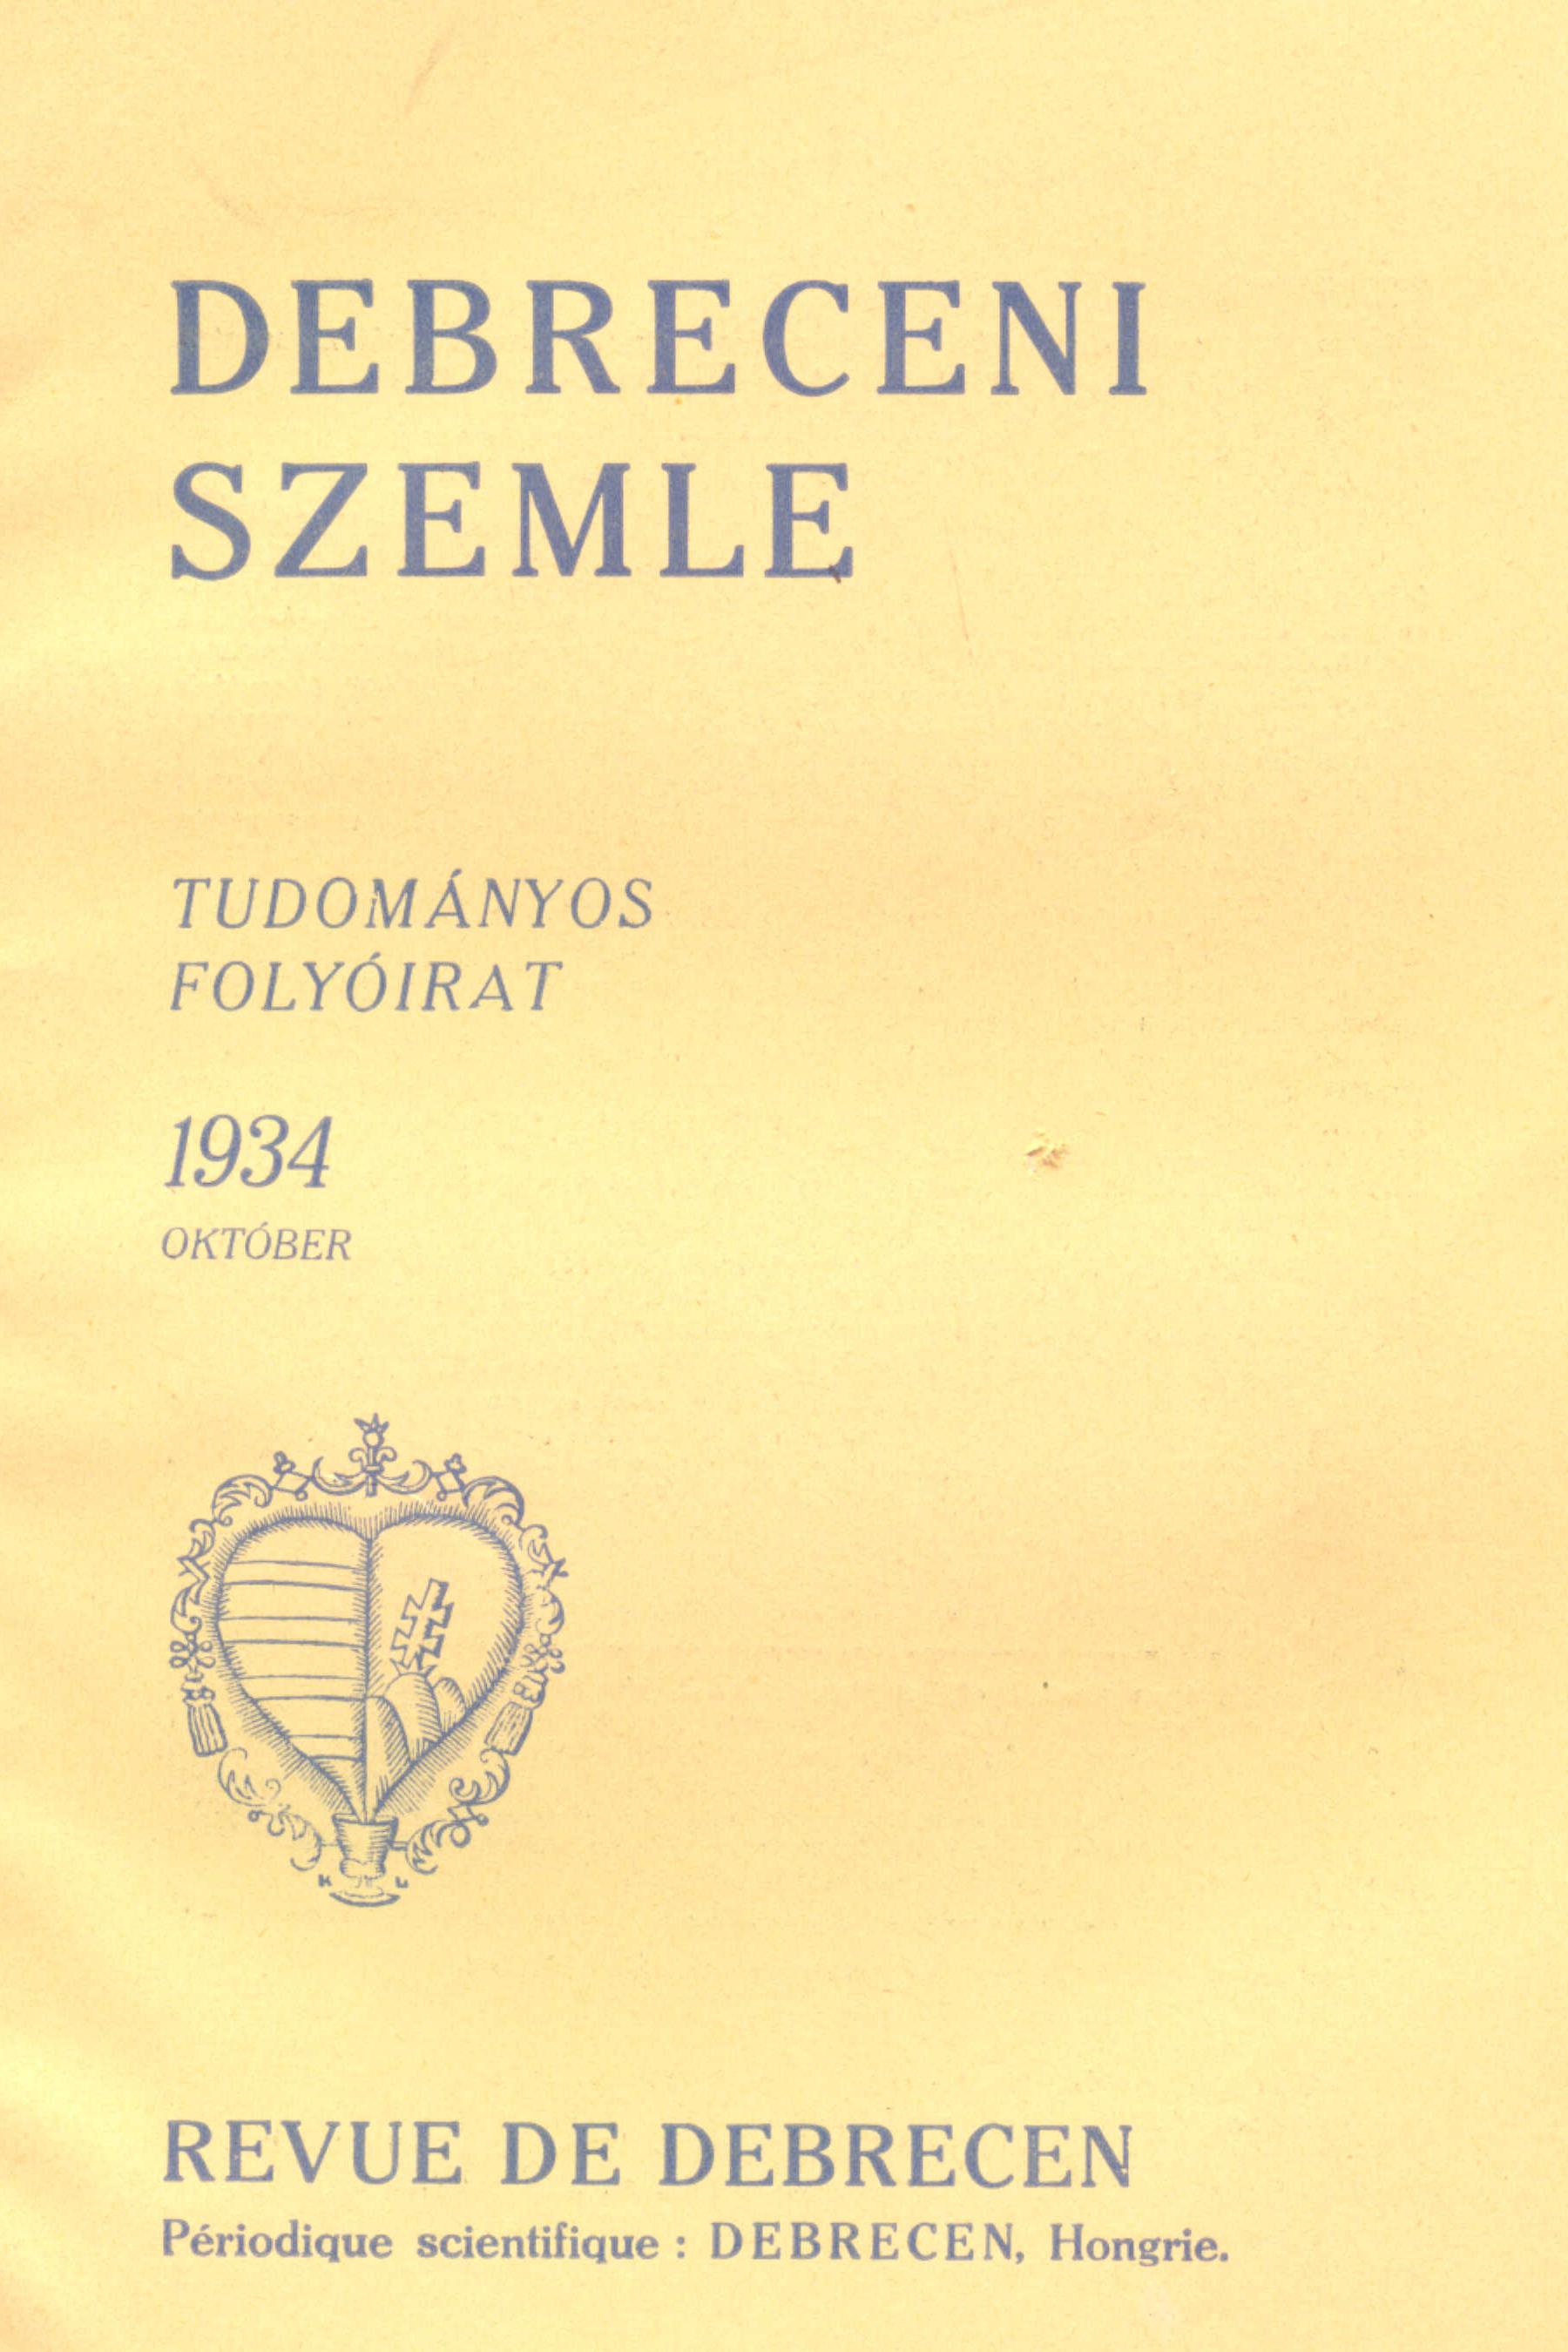 DEBRECENI
SZEMLE
TUDOMÁNYOS
FOLYÓIRAT
1934
OKTÓBER
K L
REVUE DE DEBRECEN
Périodique scientifique : DEBRECEN, Hongrie.